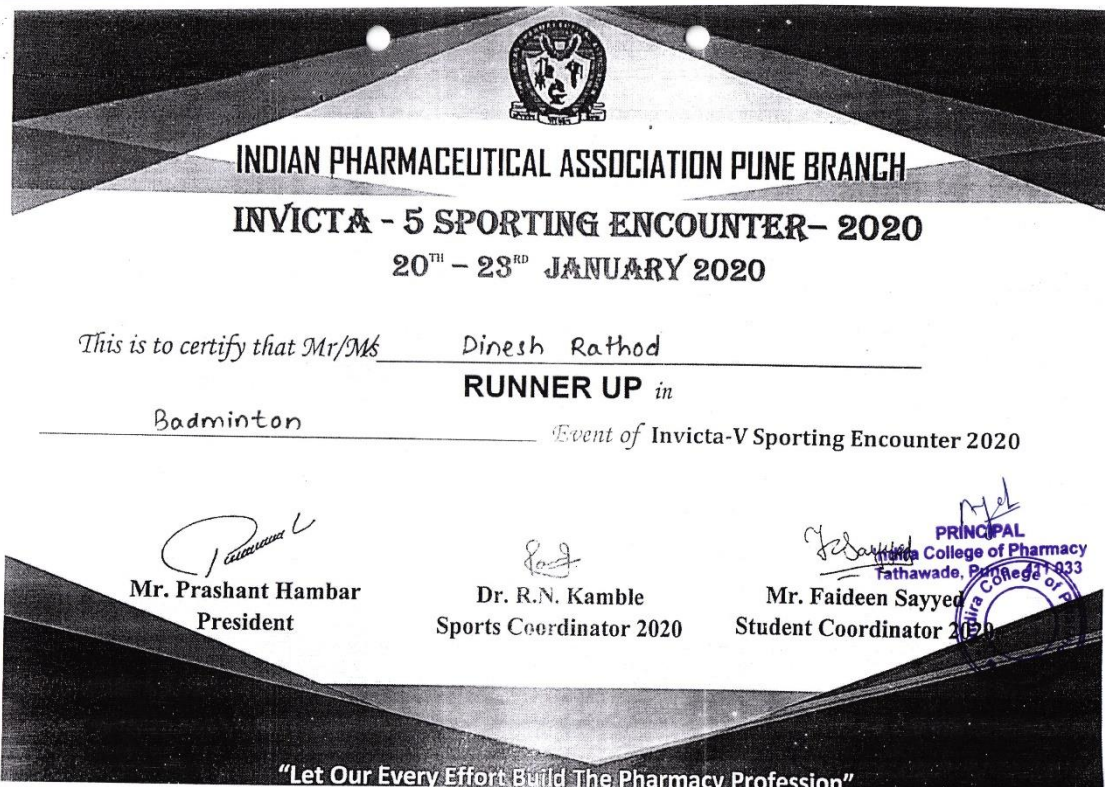 INDIAN PHARMACEUTICAL ASSOCIATION PUNE BRANCH
INVICTA - 5 SPORTING ENCOUNTER- 2020
20TH - 23RD JANUARY 2020
This is to certify that Mr/Ms Dinesh Rathod
RUNNER UP in
Badminton Event of Invicta-V Sporting Encounter 2020
PRINCIPAL
Indira College of Pharmacy
Tathawade, Pune - 411 033
Mr. Prashant Hambar
President
Dr. R.N. Kamble
Sports Coordinator 2020
Mr. Faideen Sayyed
Student Coordinator 2020
"Let Our Every Effort Build The Pharmacy Profession"